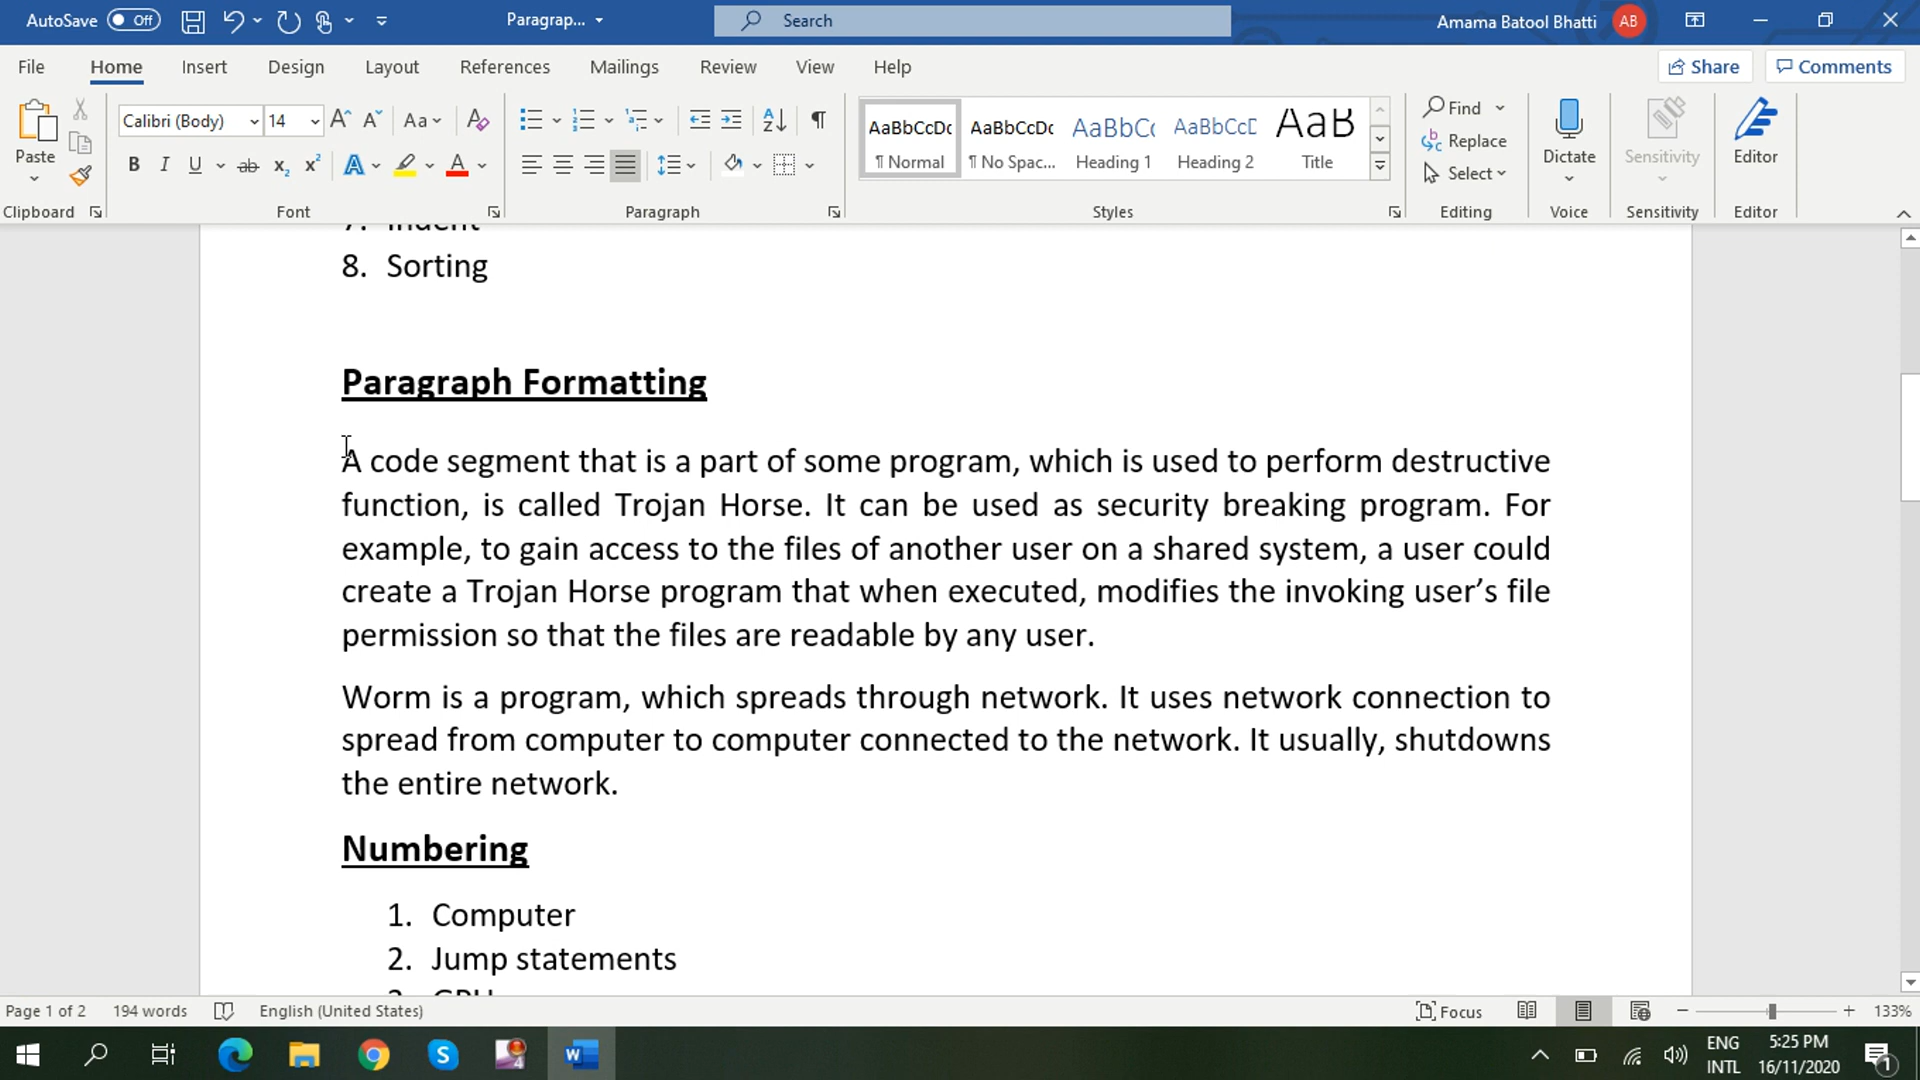 AutoSave Off Paragrap... Search Amama Batool Bhatti AB
File Home Insert Design Layout References Mailings Review View Help Share Comments
Paste Calibri (Body) 14 Aa AaBbCcDc AaBbCcDc AaBbC AaBbCcD AaB Find Dictate Sensitivity Editor
¶ Normal ¶ No Spac... Heading 1 Heading 2 Title Replace
Select
Clipboard Font Paragraph Styles Editing Voice Sensitivity Editor
7. Indent
8. Sorting
Paragraph Formatting
A code segment that is a part of some program, which is used to perform destructive
function, is called Trojan Horse. It can be used as security breaking program. For
example, to gain access to the files of another user on a shared system, a user could
create a Trojan Horse program that when executed, modifies the invoking user’s file
permission so that the files are readable by any user.
Worm is a program, which spreads through network. It uses network connection to
spread from computer to computer connected to the network. It usually, shutdowns
the entire network.
Numbering
1. Computer
2. Jump statements
Page 1 of 2 194 words English (United States) Focus 133%
ENG 5:25 PM
INTL 16/11/2020 1